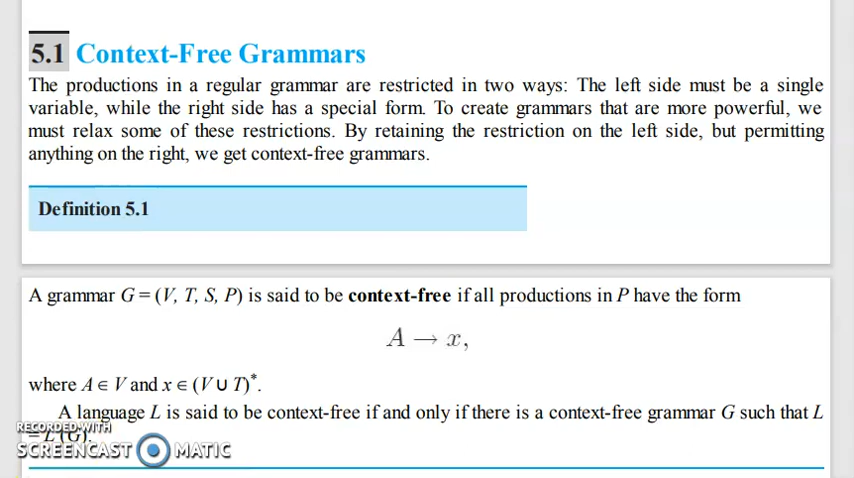 5.1 Context-Free Grammars
The productions in a regular grammar are restricted in two ways: The left side must be a single
variable, while the right side has a special form. To create grammars that are more powerful, we
must relax some of these restrictions. By retaining the restriction on the left side, but permitting
anything on the right, we get context-free grammars.
Definition 5.1
A grammar G = (V, T, S, P) is said to be context-free if all productions in P have the form
A → x,
where A ∈ V and x ∈ (V ∪ T)*.
A language L is said to be context-free if and only if there is a context-free grammar G such that L
= L (G).
RECORDED WITH
SCREENCAST MATIC